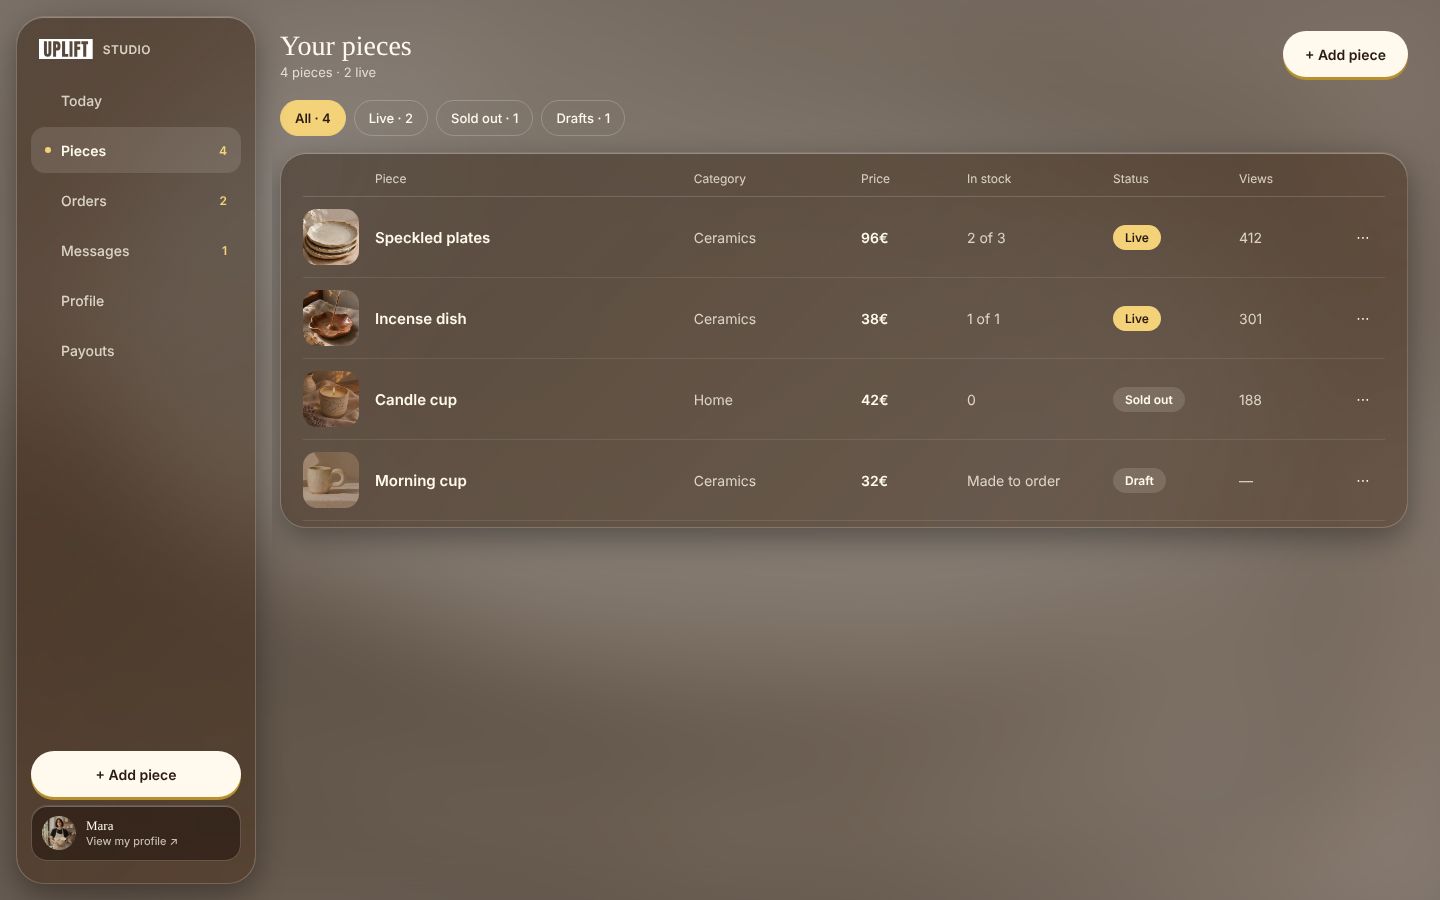 UPLIFT STUDIO
Today
Pieces 4
Orders 2
Messages 1
Profile
Payouts
+ Add piece
Mara
View my profile ↗
Your pieces
4 pieces · 2 live
+ Add piece
All · 4 Live · 2 Sold out · 1 Drafts · 1
Piece Category Price In stock Status Views
Speckled plates Ceramics 96€ 2 of 3 Live 412 ···
Incense dish Ceramics 38€ 1 of 1 Live 301 ···
Candle cup Home 42€ 0 Sold out 188 ···
Morning cup Ceramics 32€ Made to order Draft — ···